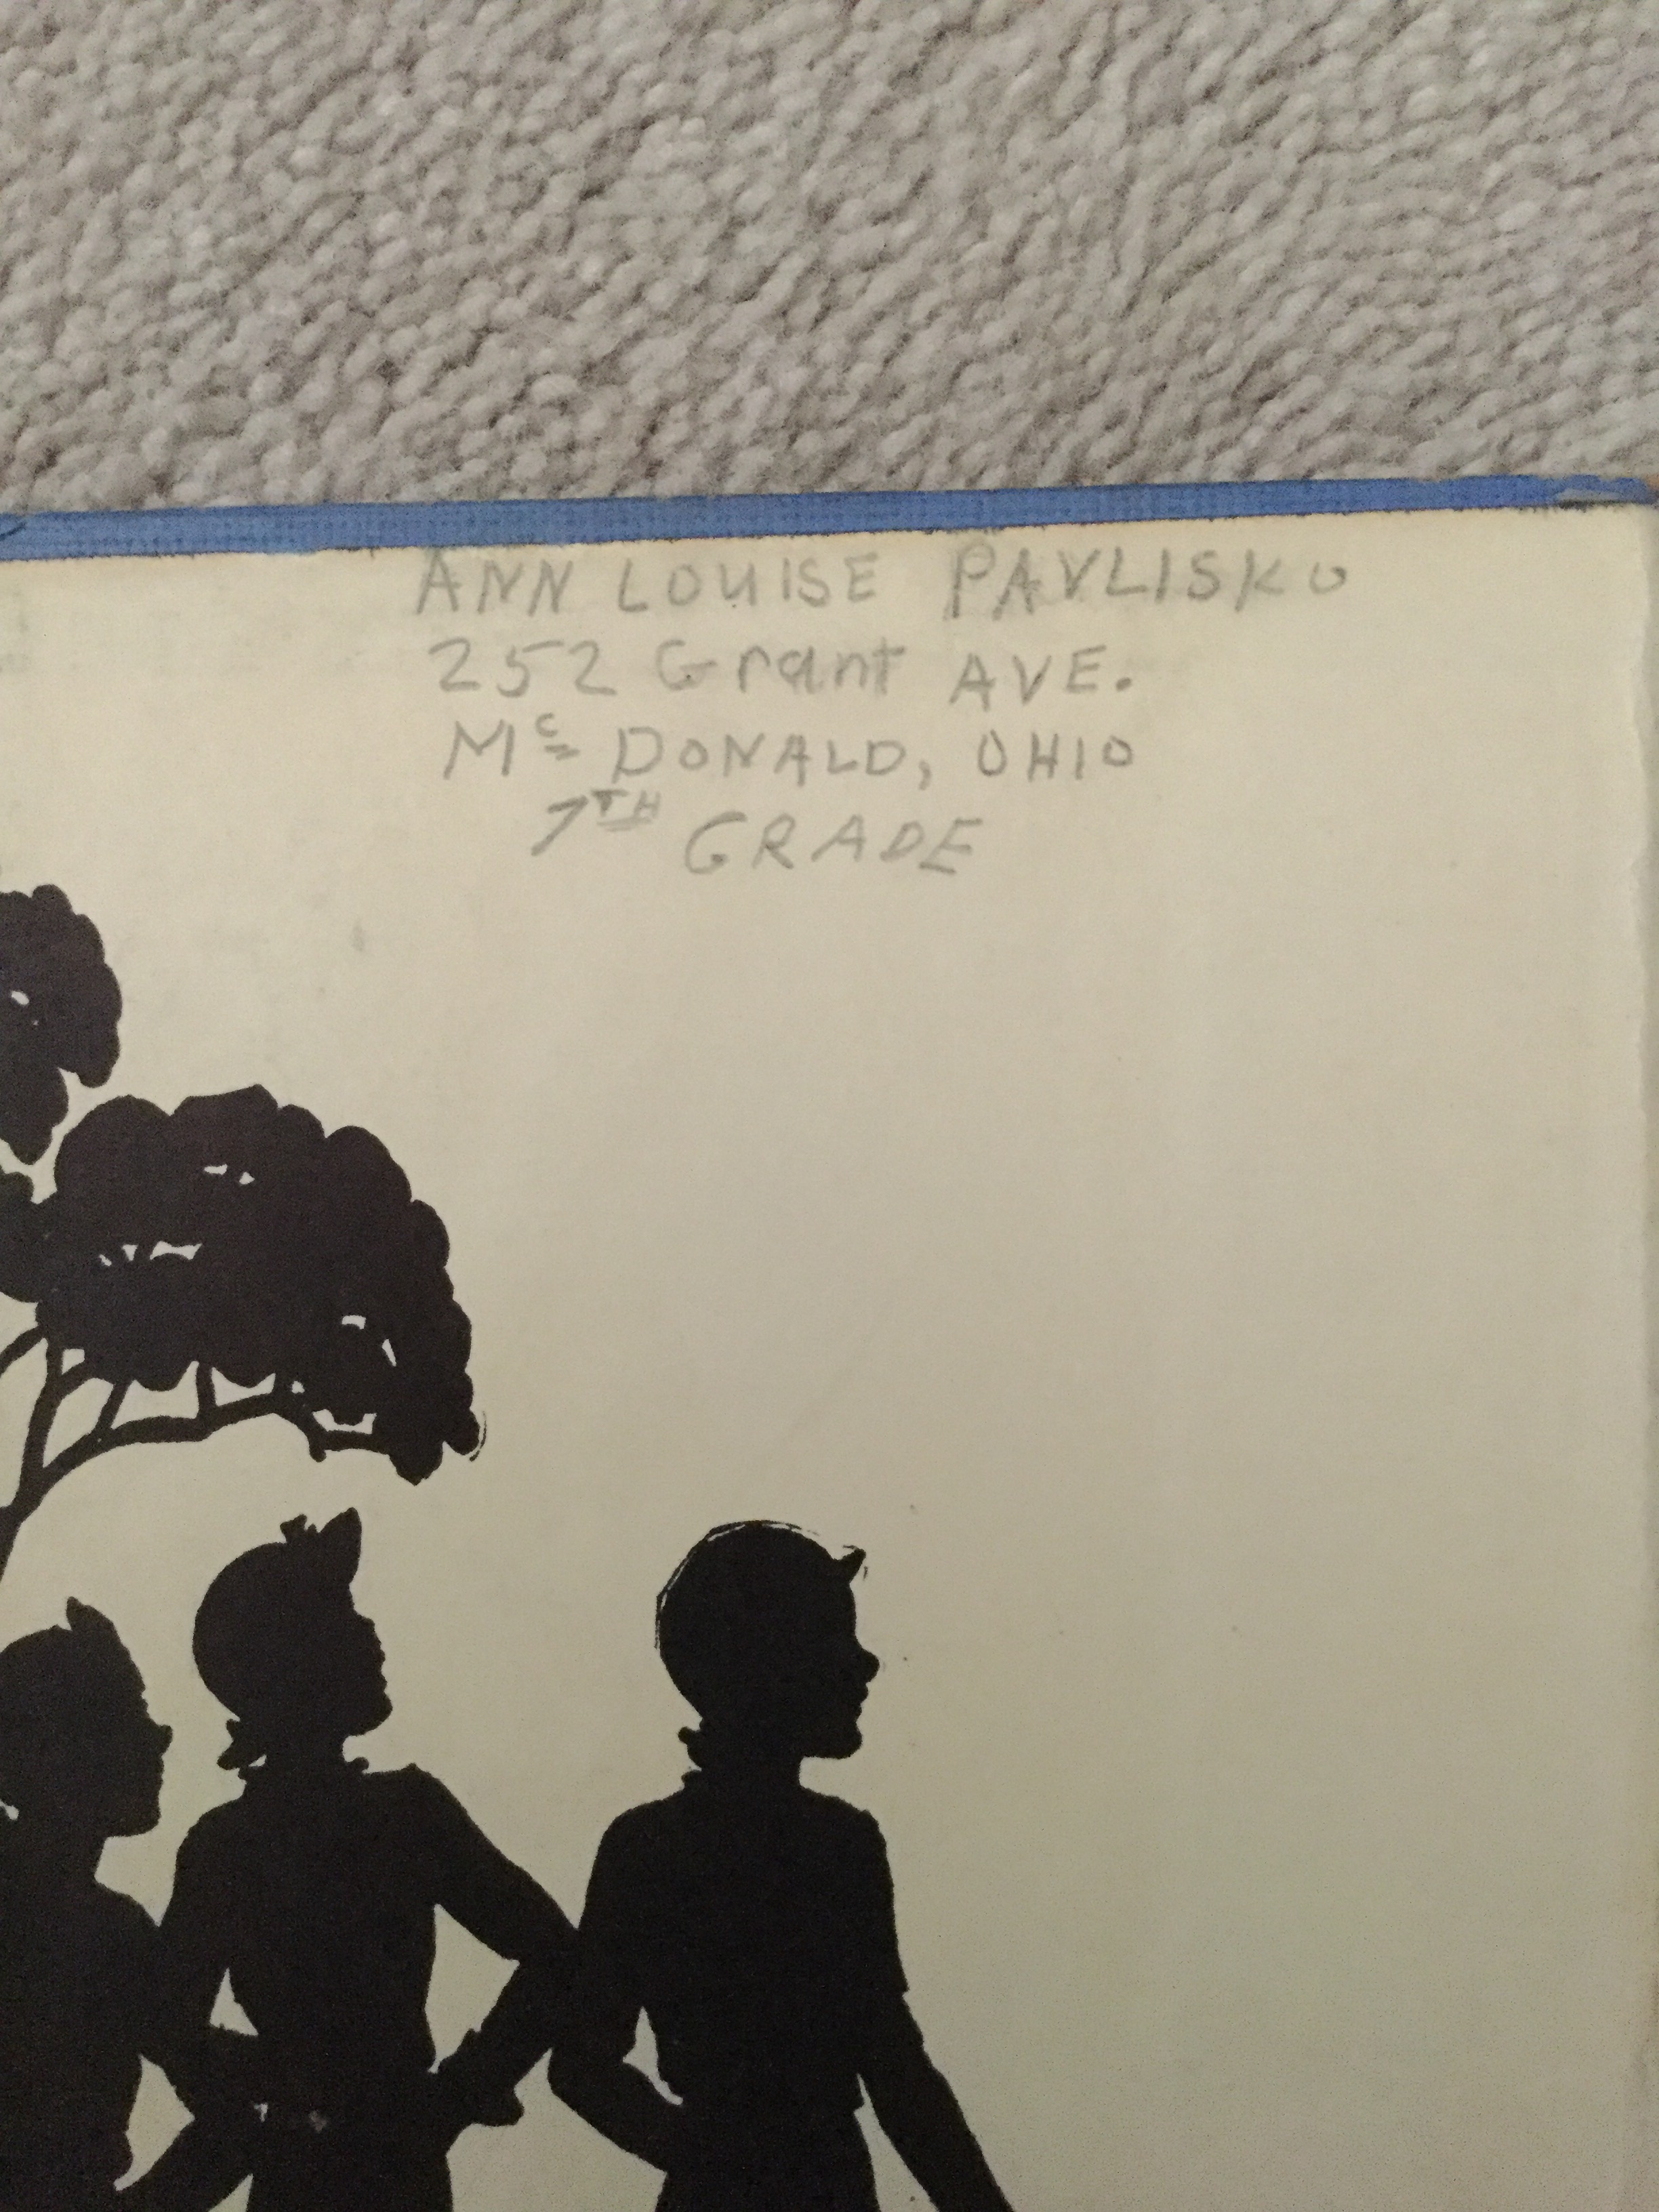 ANN LOUISE PAVLISKO
252 Grant AVE.
Mc DONALD, OHIO
7TH GRADE